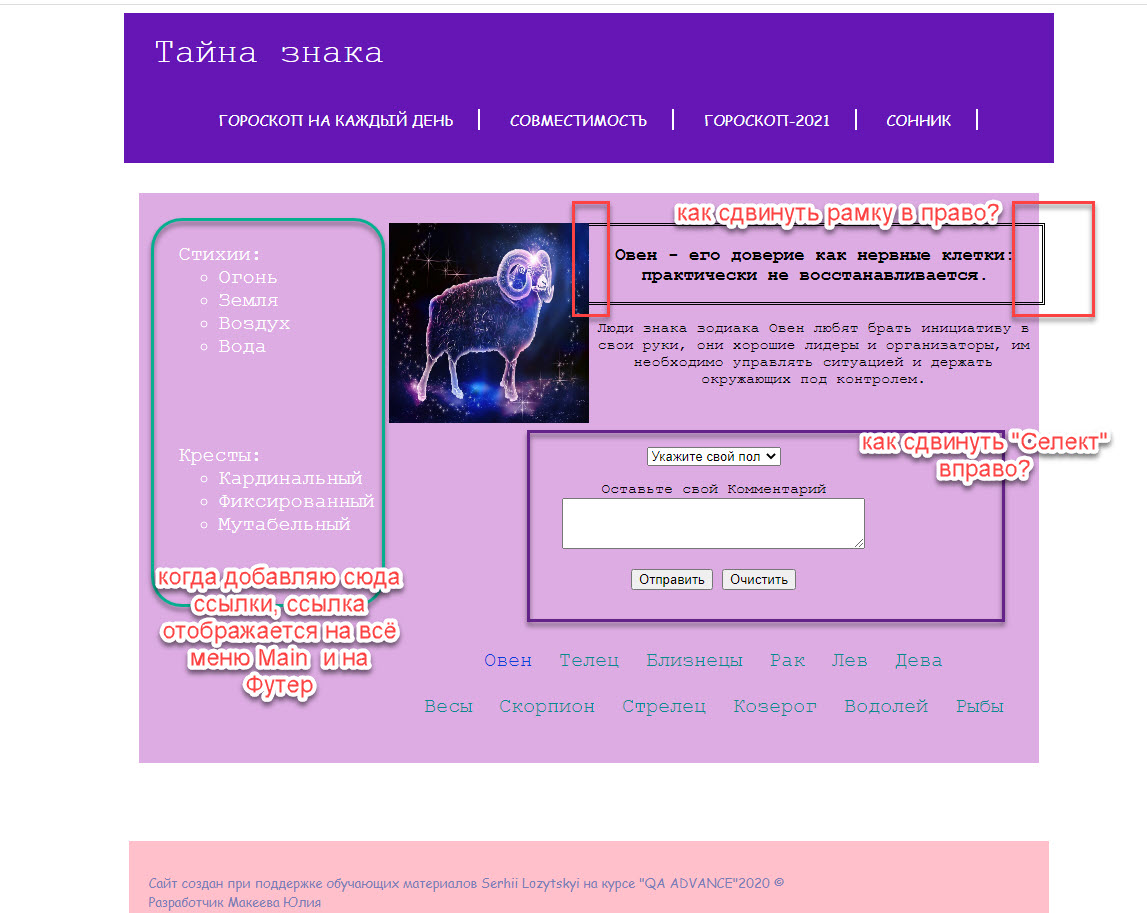 Тайна знака
ГОРОСКОП НА КАЖДЫЙ ДЕНЬ
СОВМЕСТИМОСТЬ
ГОРОСКОП-2021
СОННИК
как сдвинуть рамку в право?
Стихии:
Огонь
Земля
Воздух
Вода
Кресты:
Кардинальный
Фиксированный
Мутабельный
когда добавляю сюда
ссылки, ссылка
отображается на всё
меню Main и на
Футер
Овен - его доверие как нервные клетки:
практически не восстанавливается.
Люди знака зодиака Овен любят брать инициативу в
свои руки, они хорошие лидеры и организаторы, им
необходимо управлять ситуацией и держать
окружающих под контролем.
как сдвинуть "Селект"
вправо?
Укажите свой пол
Оставьте свой Комментарий
Отправить Очистить
Овен Телец Близнецы Рак Лев Дева
Весы Скорпион Стрелец Козерог Водолей Рыбы
Сайт создан при поддержке обучающих материалов Serhii Lozytskyi на курсе "QA ADVANCE"2020 ©
Разработчик Макеева Юлия